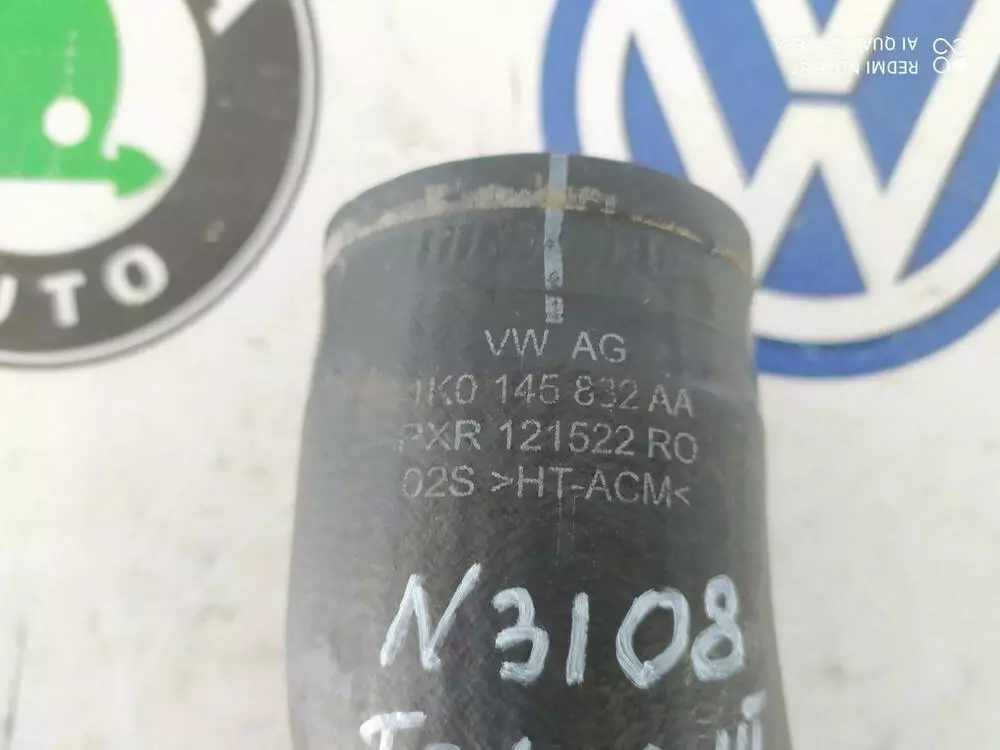 VW AG
1K0 145 832 AA
PXR 121522 RO
02S >HT-ACM<
N3108
UTO
REDMI NOTE 8
AI QUAD CAMERA